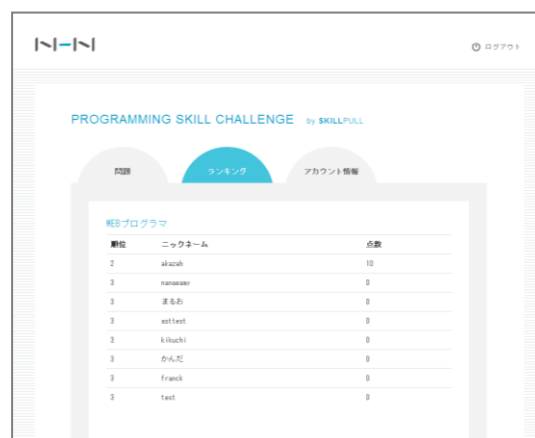 N-N
ログアウト
PROGRAMMING SKILL CHALLENGE by SKILLPULL
問題 ランキング アカウント情報
WEBプログラマ
順位 ニックネーム 点数
2 akazah 10
3 0
3 まるお 0
3 asttest 0
3 kikuchi 0
3 かんだ 0
3 franck 0
3 test 0